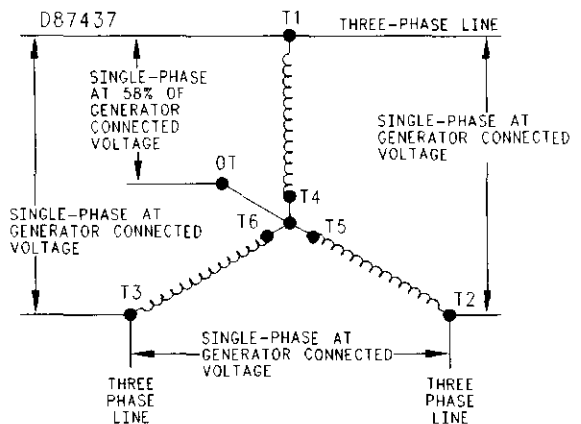 D87437
T1
THREE-PHASE LINE
SINGLE-PHASE
AT 58% OF
GENERATOR
CONNECTED
VOLTAGE
SINGLE-PHASE AT
GENERATOR CONNECTED
VOLTAGE
0T
T4
SINGLE-PHASE AT
GENERATOR CONNECTED
VOLTAGE
T6
T5
T3
T2
SINGLE-PHASE AT
GENERATOR CONNECTED
VOLTAGE
THREE
PHASE
LINE
THREE
PHASE
LINE